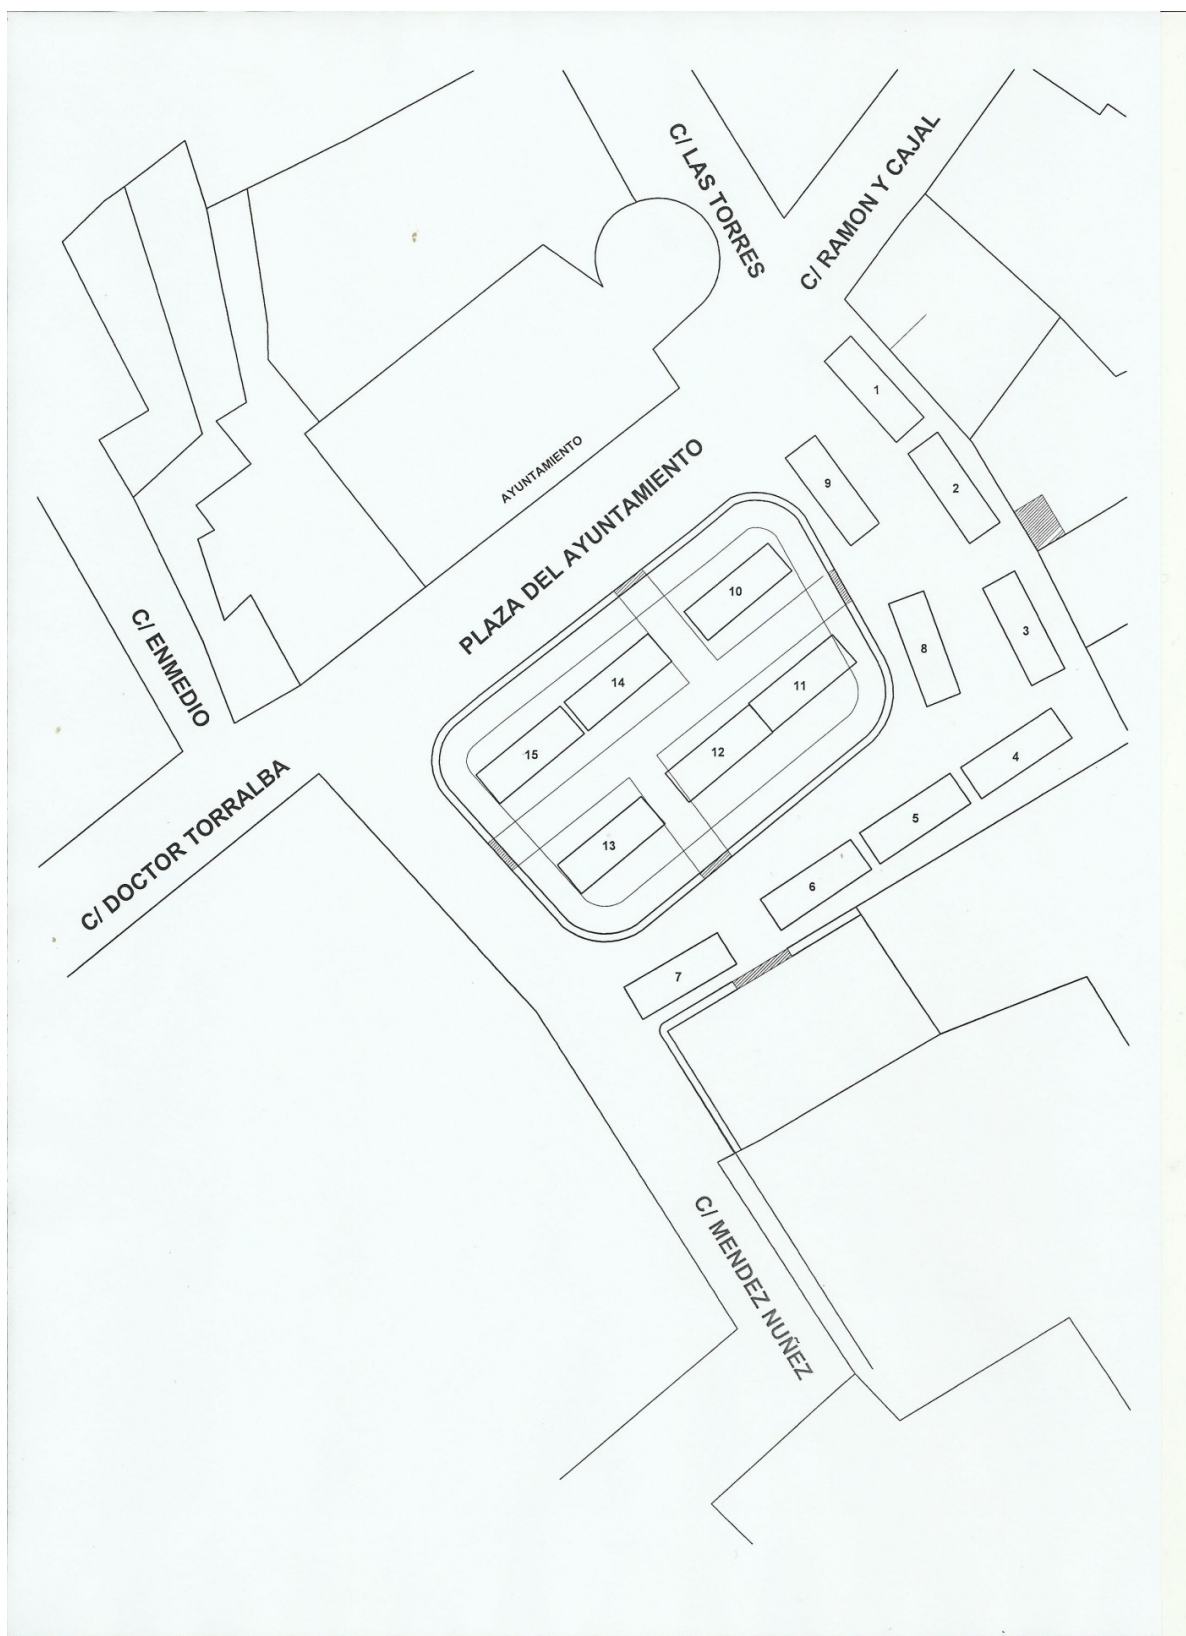 C/ LAS TORRES
C/ RAMON Y CAJAL
1
AYUNTAMIENTO
PLAZA DEL AYUNTAMIENTO
9
2
10
C/ ENMEDIO
3
8
14
11
15
12
4
C/ DOCTOR TORRALBA
5
13
6
7
C/ MENDEZ NUÑEZ